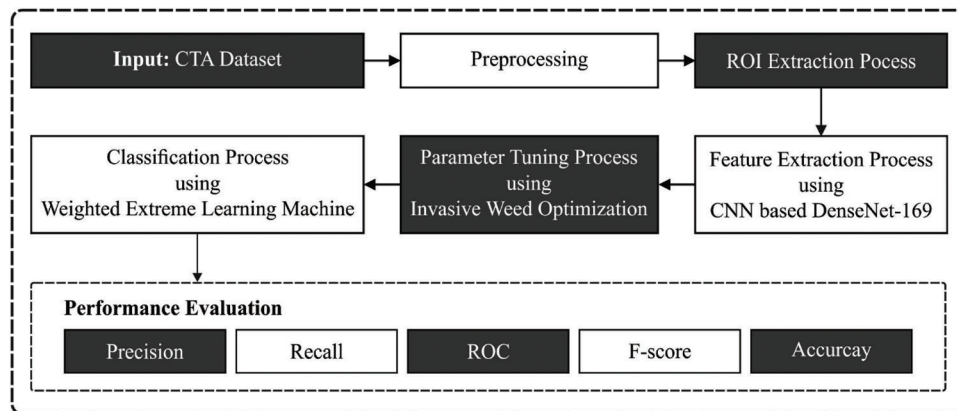 Input: CTA Dataset
Preprocessing
ROI Extraction Pocess
Classification Process
using
Weighted Extreme Learning Machine
Parameter Tuning Process
using
Invasive Weed Optimization
Feature Extraction Process
using
CNN based DenseNet-169
Performance Evaluation
Precision
Recall
ROC
F-score
Accurcay